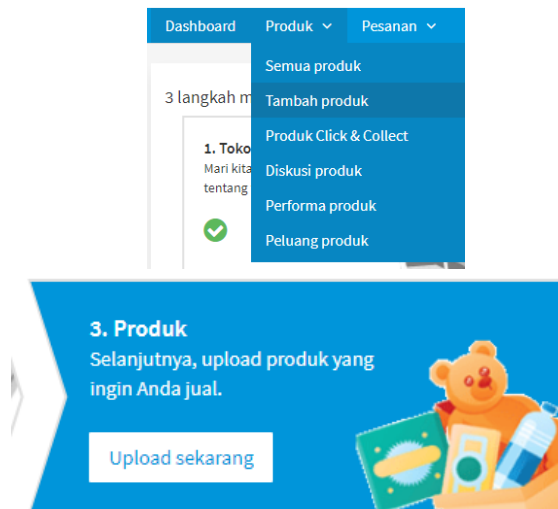 Dashboard Produk Pesanan
Semua produk
3 langkah m
Tambah produk
Produk Click & Collect
1. Toko
Mari kita
Diskusi produk
tentang
Performa produk
Peluang produk
3. Produk
Selanjutnya, upload produk yang
ingin Anda jual.
Upload sekarang